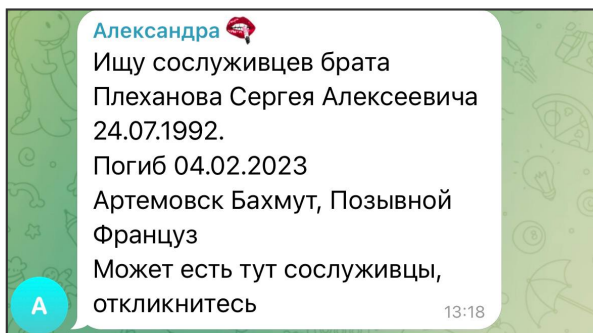 Александра
Ищу сослуживцев брата
Плеханова Сергея Алексеевича
24.07.1992.
Погиб 04.02.2023
Артемовск Бахмут, Позывной
Француз
Может есть тут сослуживцы,
откликнитесь
13:18
А